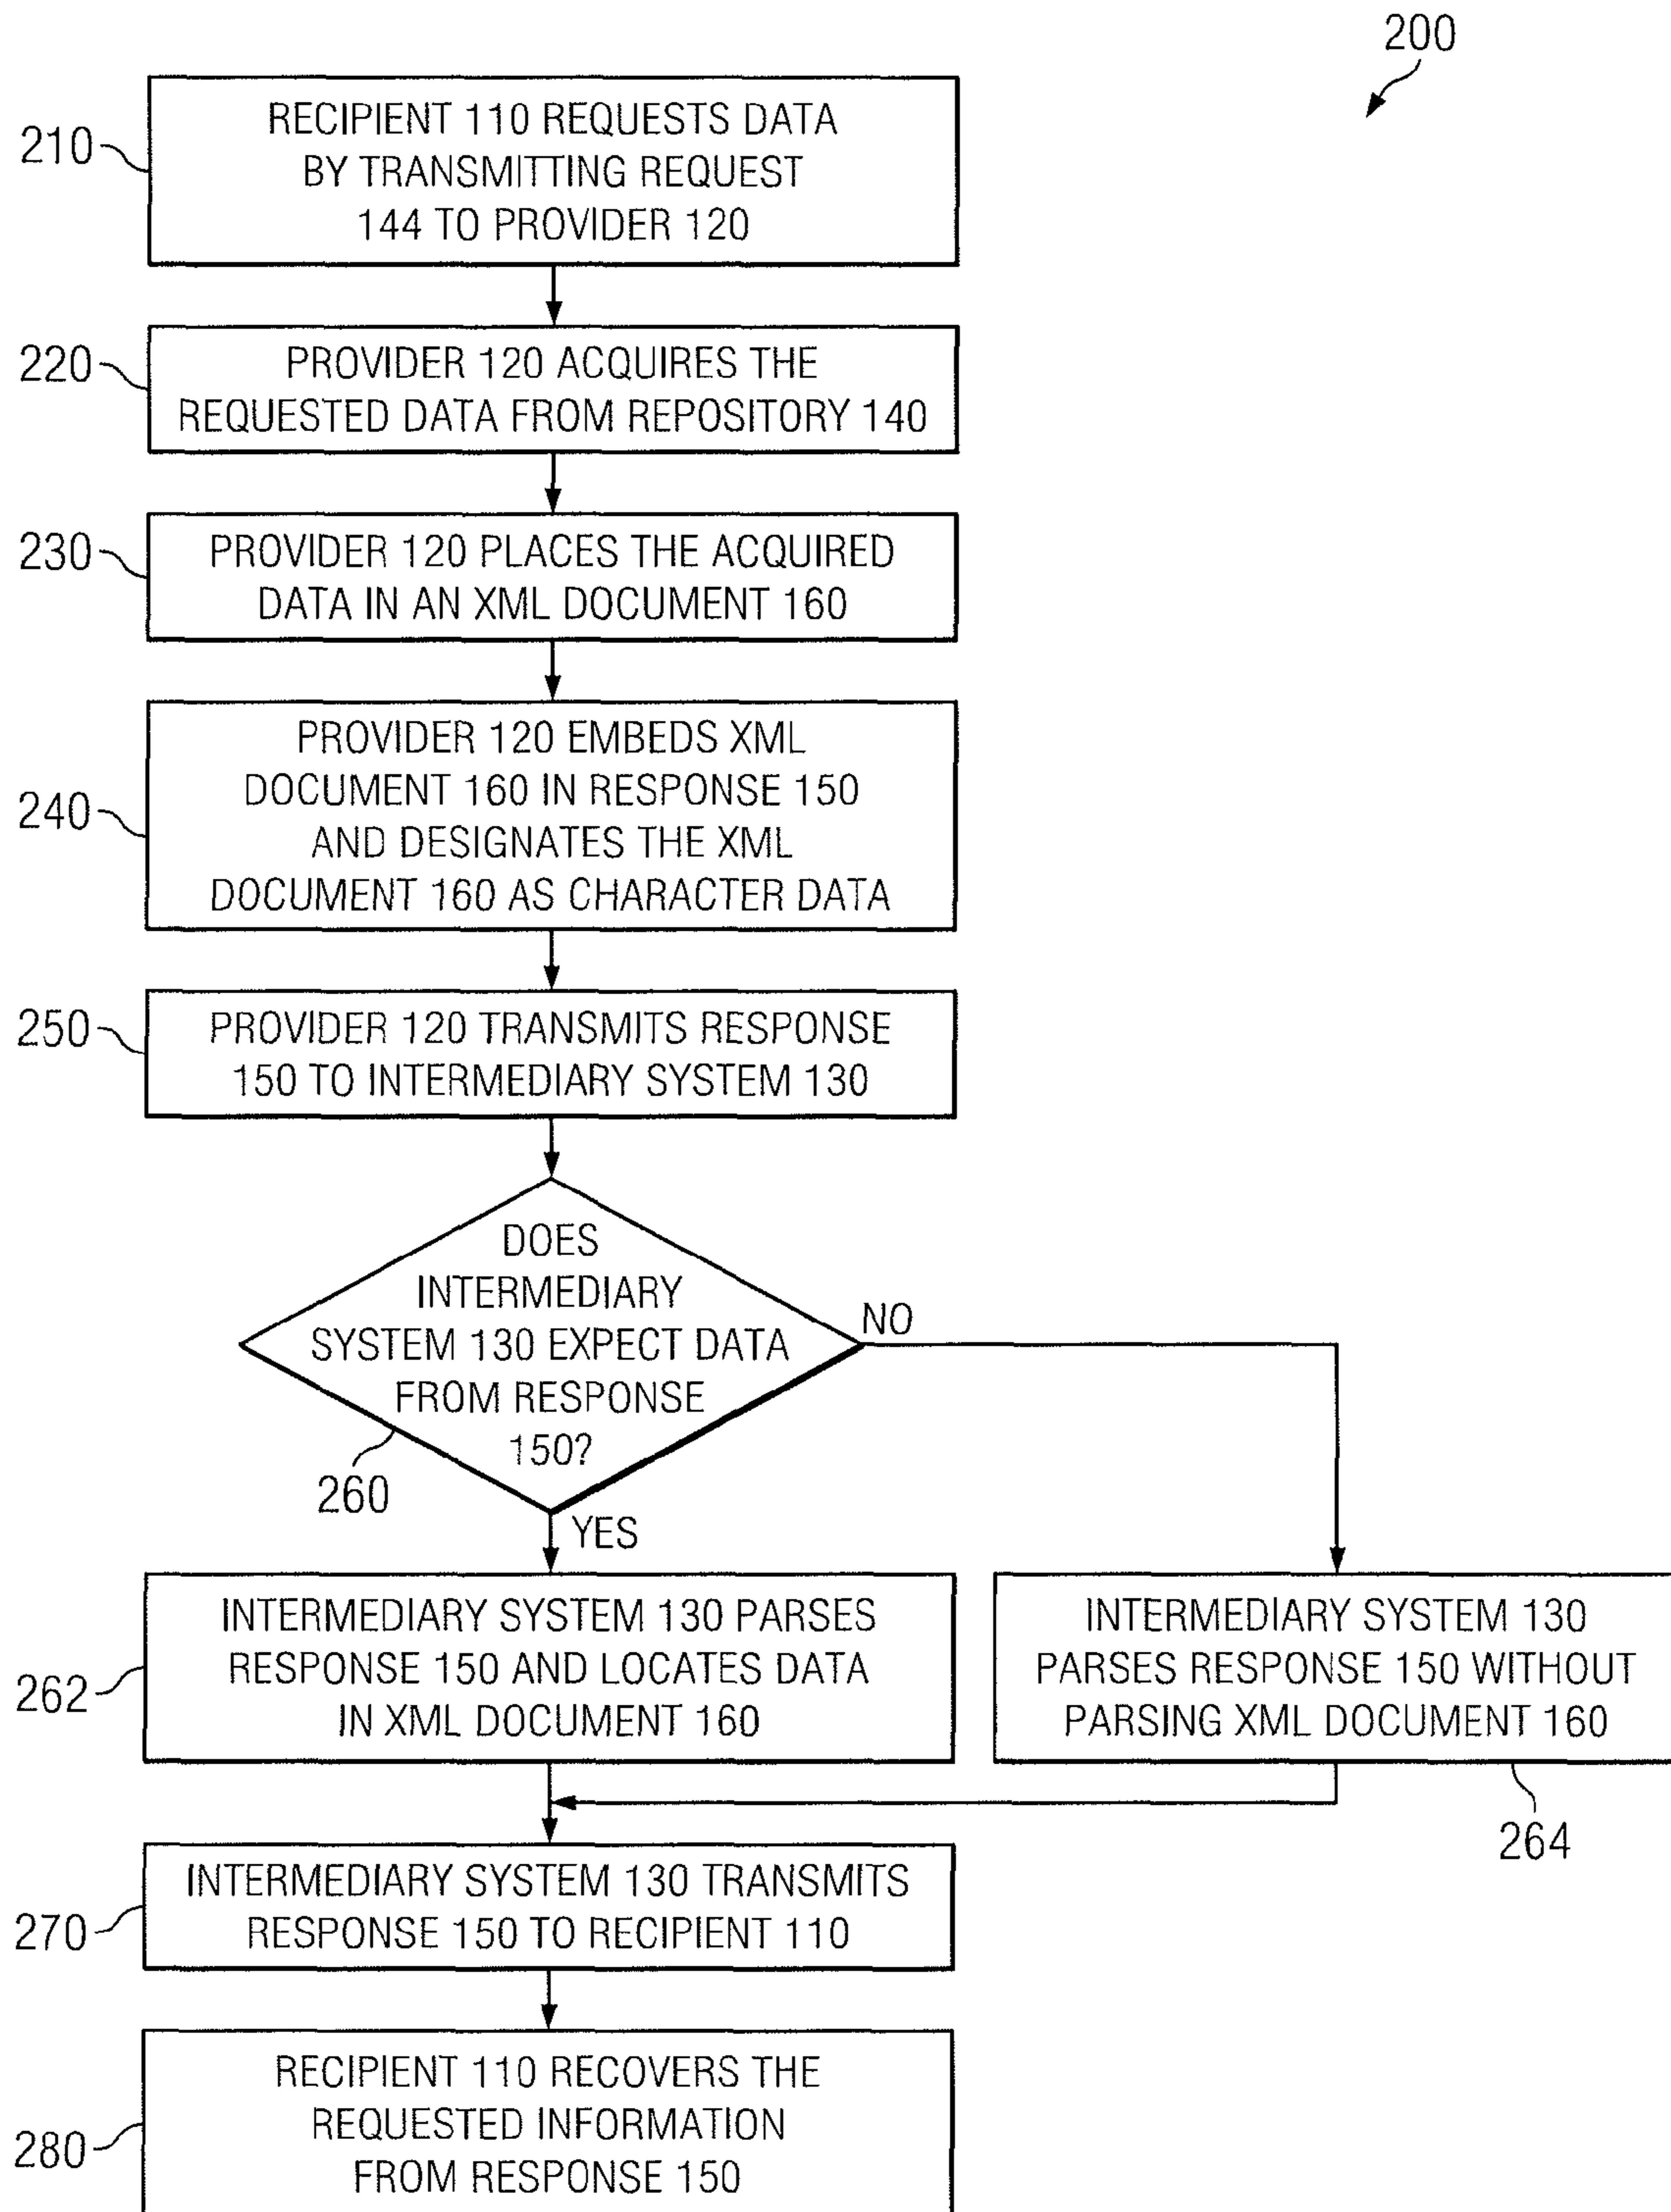 200
210
RECIPIENT 110 REQUESTS DATA
BY TRANSMITTING REQUEST
144 TO PROVIDER 120
220
PROVIDER 120 ACQUIRES THE
REQUESTED DATA FROM REPOSITORY 140
230
PROVIDER 120 PLACES THE ACQUIRED
DATA IN AN XML DOCUMENT 160
240
PROVIDER 120 EMBEDS XML
DOCUMENT 160 IN RESPONSE 150
AND DESIGNATES THE XML
DOCUMENT 160 AS CHARACTER DATA
250
PROVIDER 120 TRANSMITS RESPONSE
150 TO INTERMEDIARY SYSTEM 130
DOES
INTERMEDIARY
SYSTEM 130 EXPECT DATA
FROM RESPONSE
150?
NO
260
YES
262
INTERMEDIARY SYSTEM 130 PARSES
RESPONSE 150 AND LOCATES DATA
IN XML DOCUMENT 160
INTERMEDIARY SYSTEM 130
PARSES RESPONSE 150 WITHOUT
PARSING XML DOCUMENT 160
264
270
INTERMEDIARY SYSTEM 130 TRANSMITS
RESPONSE 150 TO RECIPIENT 110
280
RECIPIENT 110 RECOVERS THE
REQUESTED INFORMATION
FROM RESPONSE 150